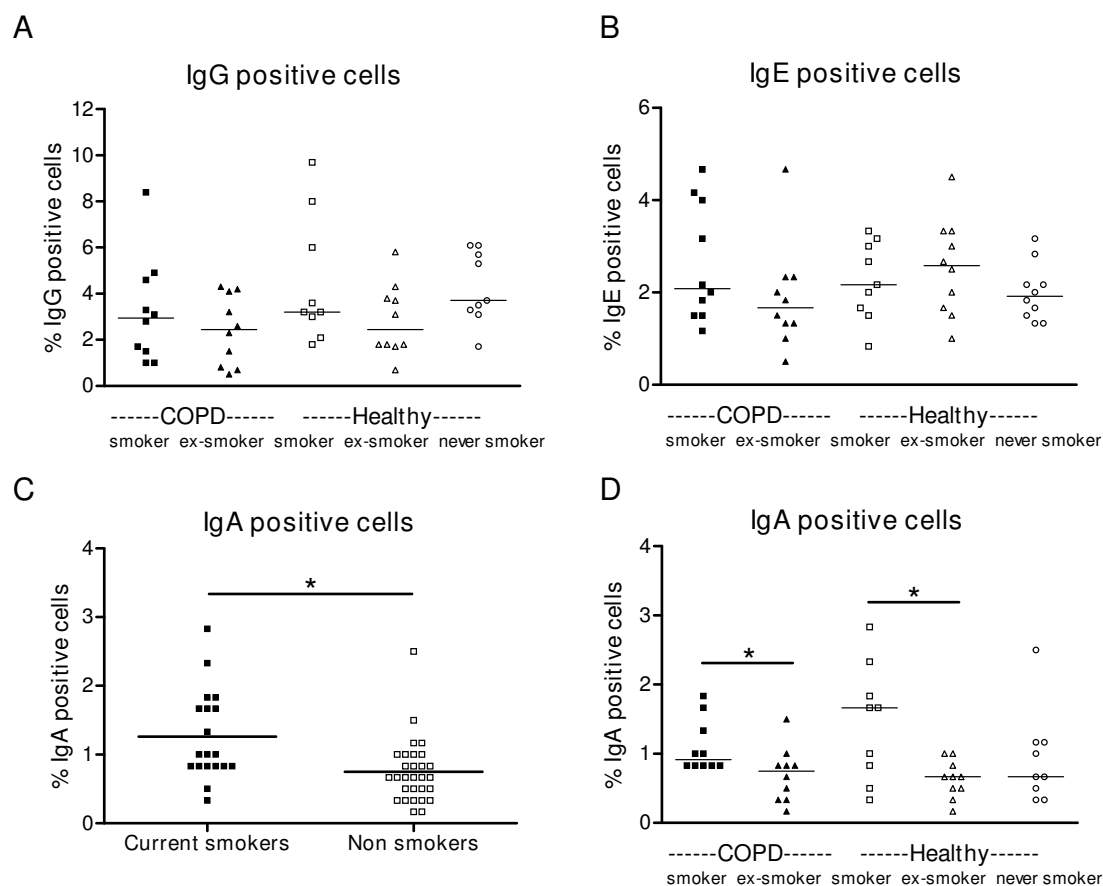 A
IgG positive cells
% IgG positive cells
12
10
8
6
4
2
0
------COPD------ ------Healthy------
smoker ex-smoker smoker ex-smoker never smoker
B
IgE positive cells
% IgE positive cells
6
4
2
0
------COPD------ ------Healthy------
smoker ex-smoker smoker ex-smoker never smoker
C
IgA positive cells
% IgA positive cells
4
3
2
1
0
*
Current smokers Non smokers
D
IgA positive cells
% IgA positive cells
4
3
2
1
0
*
*
------COPD------ ------Healthy------
smoker ex-smoker smoker ex-smoker never smoker